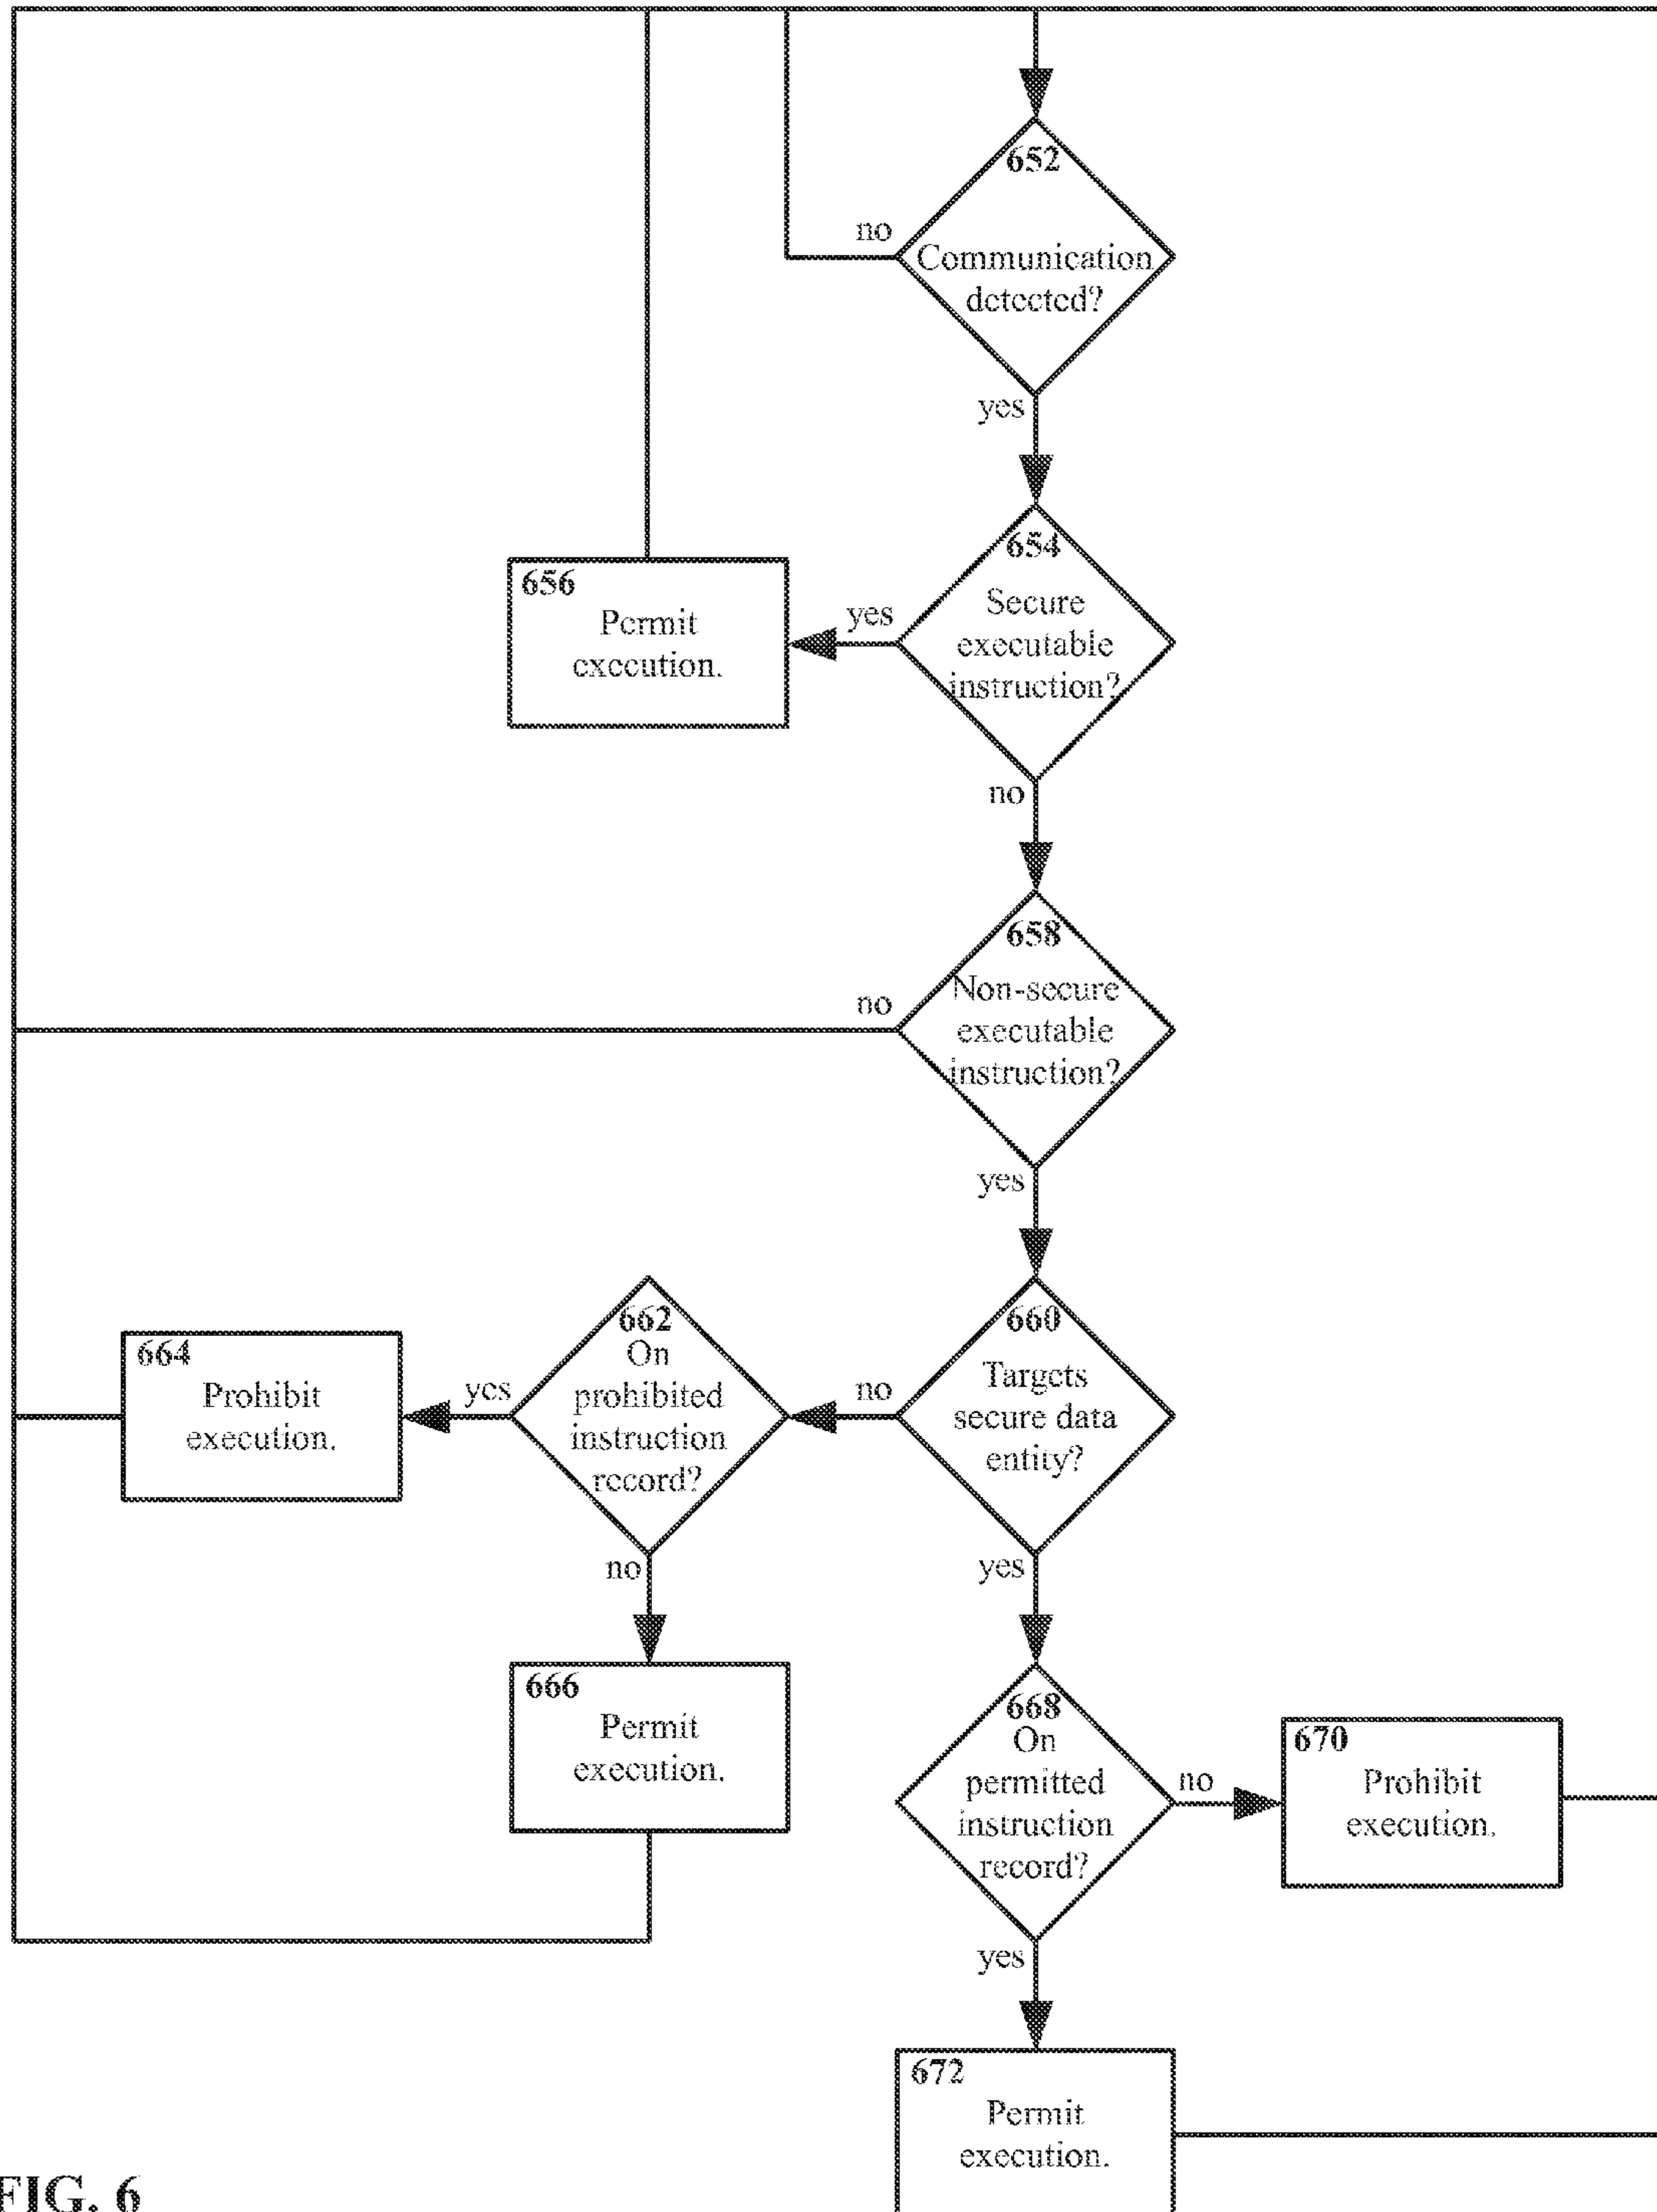 652
no
Communication
detected?
yes
654
Secure
executable
instruction?
yes
656
Permit
execution.
no
658
Non-secure
executable
instruction?
no
yes
660
Targets
secure data
entity?
no
662
On
prohibited
instruction
record?
yes
664
Prohibit
execution.
no
666
Permit
execution.
yes
668
On
permitted
instruction
record?
no
670
Prohibit
execution.
yes
672
Permit
execution.
FIG. 6